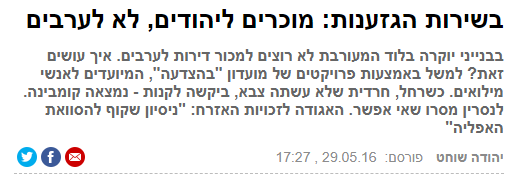 בשירות הגזענות: מוכרים ליהודים, לא לערבים
בבנייני יוקרה בלוד המעורבת לא רוצים למכור דירות לערבים. איך עושים
זאת? למשל באמצעות פרויקטים של מועדון "בהצדעה", המיועדים לאנשי
מילואים. כשרחל, חרדית שלא עשתה צבא, ביקשה לקנות - נמצאה קומבינה.
לנסרין מסרו שאי אפשר. האגודה לזכויות האזרח: "ניסיון שקוף להסוואת
האפליה"
יהודה שוחט פורסם: 29.05.16 , 17:27